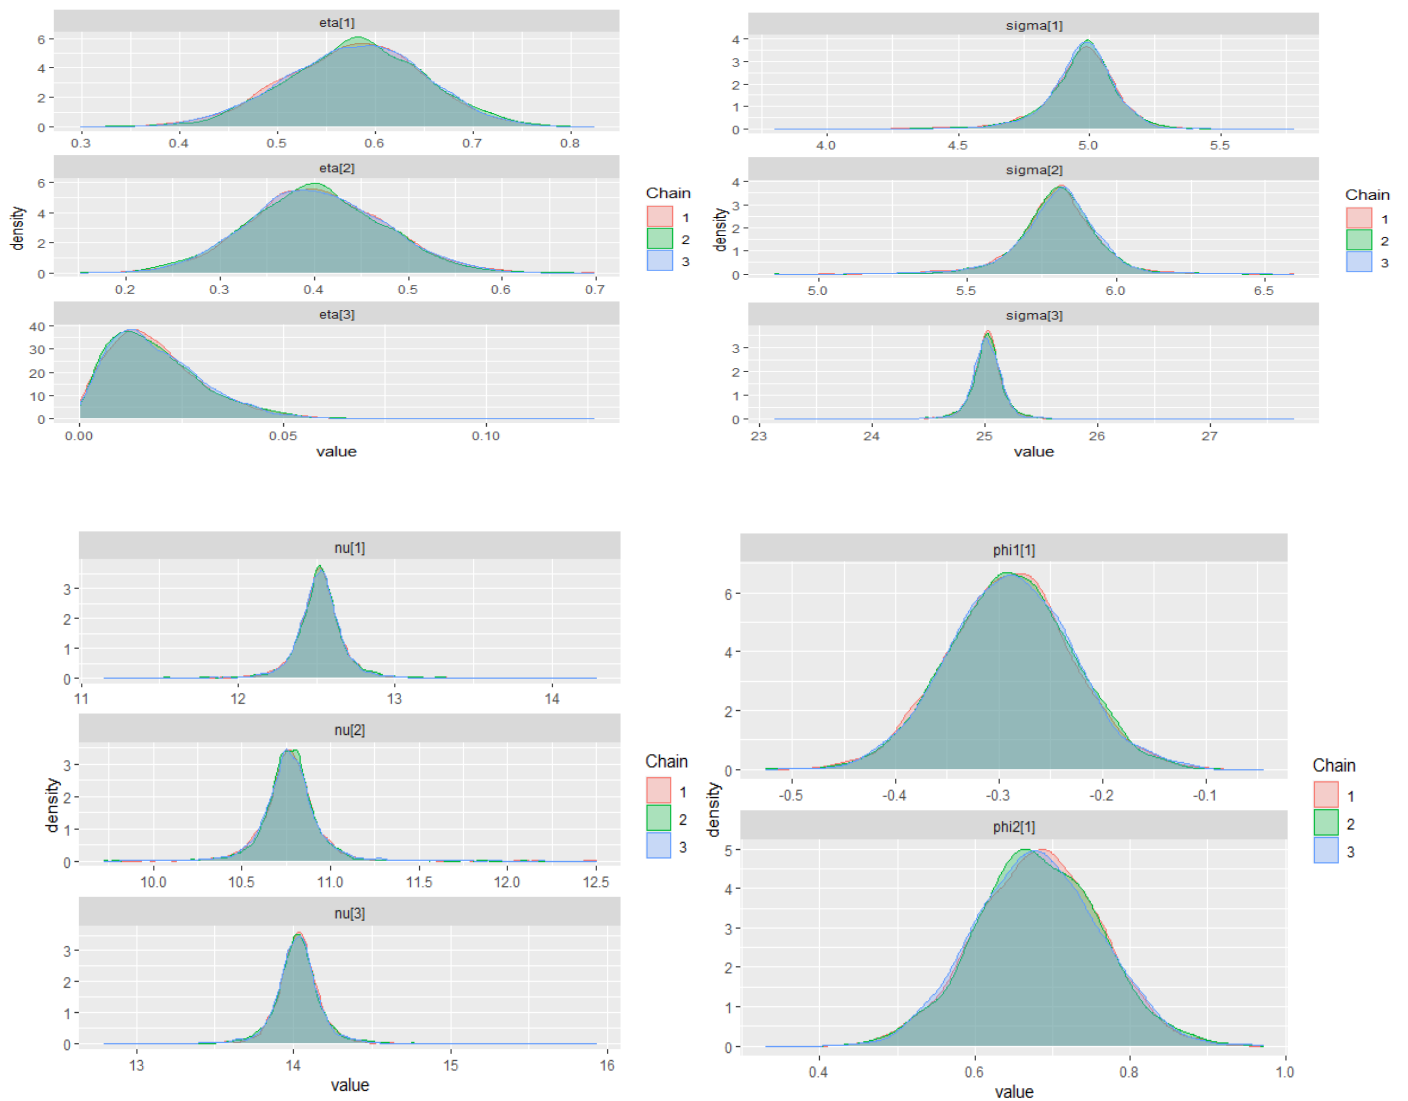 eta[1]
6
4
2
0
0.3 0.4 0.5 0.6 0.7 0.8
eta[2]
6
4
2
0
0.2 0.3 0.4 0.5 0.6 0.7
eta[3]
40
30
20
10
0
0.00 0.05 0.10
value
density
Chain
1
2
3
sigma[1]
4
3
2
1
0
4.0 4.5 5.0 5.5
sigma[2]
4
3
2
1
0
5.0 5.5 6.0 6.5
sigma[3]
3
2
1
0
23 24 25 26 27
value
density
Chain
1
2
3
nu[1]
3
2
1
0
11 12 13 14
nu[2]
3
2
1
0
10.0 10.5 11.0 11.5 12.0 12.5
nu[3]
3
2
1
0
13 14 15 16
value
density
Chain
1
2
3
phi1[1]
6
4
2
0
-0.5 -0.4 -0.3 -0.2 -0.1
phi2[1]
5
4
3
2
1
0
0.4 0.6 0.8 1.0
value
density
Chain
1
2
3